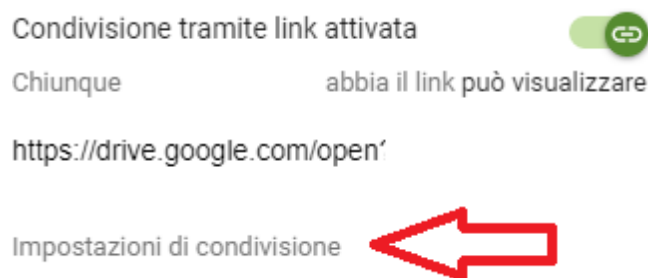 Condivisione tramite link attivata
Chiunque abbia il link può visualizzare
https://drive.google.com/open?
Impostazioni di condivisione